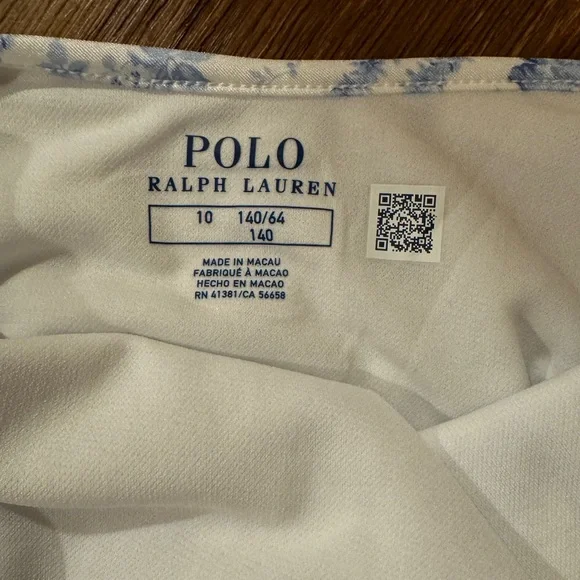 POLO
RALPH LAUREN
10 140/64
140
MADE IN MACAU
FABRIQUÉ À MACAO
HECHO EN MACAO
RN 41381/CA 56658